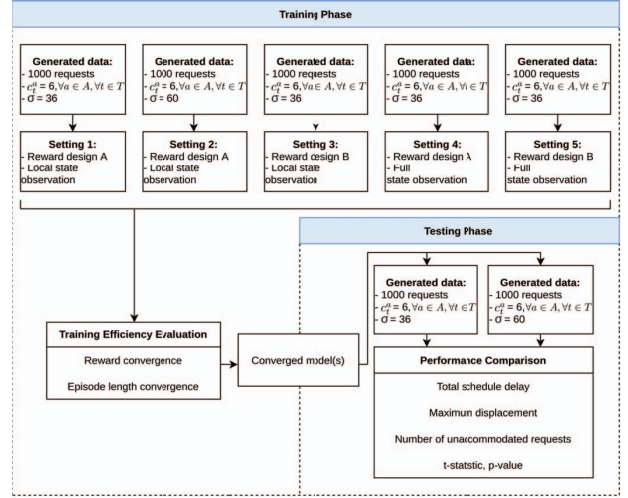 Training Phase
Generated data:
- 1000 requests
- c_t^a = 6, ∀a ∈ A, ∀t ∈ T
- σ = 36
Generated data:
- 1000 requests
- c_t^a = 6, ∀a ∈ A, ∀t ∈ T
- σ = 60
Generated data:
- 1000 requests
- c_t^a = 6, ∀a ∈ A, ∀t ∈ T
- σ = 36
Generated data:
- 1000 requests
- c_t^a = 6, ∀a ∈ A, ∀t ∈ T
- σ = 36
Generated data:
- 1000 requests
- c_t^a = 6, ∀a ∈ A, ∀t ∈ T
- σ = 36
Setting 1:
- Reward design A
- Local state
observation
Setting 2:
- Reward design A
- Local state
observation
Setting 3:
- Reward design B
- Local state
observation
Setting 4:
- Reward design A
- Full
state observation
Setting 5:
- Reward design B
- Full
state observation
Testing Phase
Generated data:
- 1000 requests
- c_t^a = 6, ∀a ∈ A, ∀t ∈ T
- σ = 36
Generated data:
- 1000 requests
- c_t^a = 6, ∀a ∈ A, ∀t ∈ T
- σ = 60
Training Efficiency Evaluation
Reward convergence
Episode length convergence
Converged model(s)
Performance Comparison
Total schedule delay
Maximun displacement
Number of unaccommodated requests
t-statstic, p-value